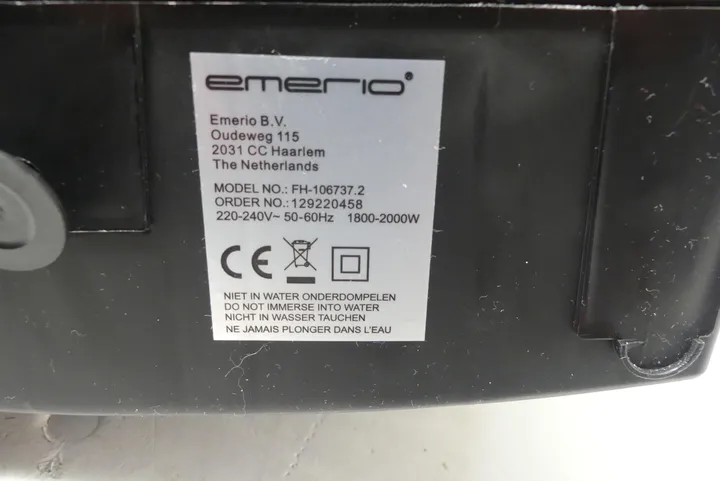 emerio®
Emerio B.V.
Oudeweg 115
2031 CC Haarlem
The Netherlands
MODEL NO.: FH-106737.2
ORDER NO.:129220458
220-240V~ 50-60Hz 1800-2000W
CE
NIET IN WATER ONDERDOMPELEN
DO NOT IMMERSE INTO WATER
NICHT IN WASSER TAUCHEN
NE JAMAIS PLONGER DANS L'EAU